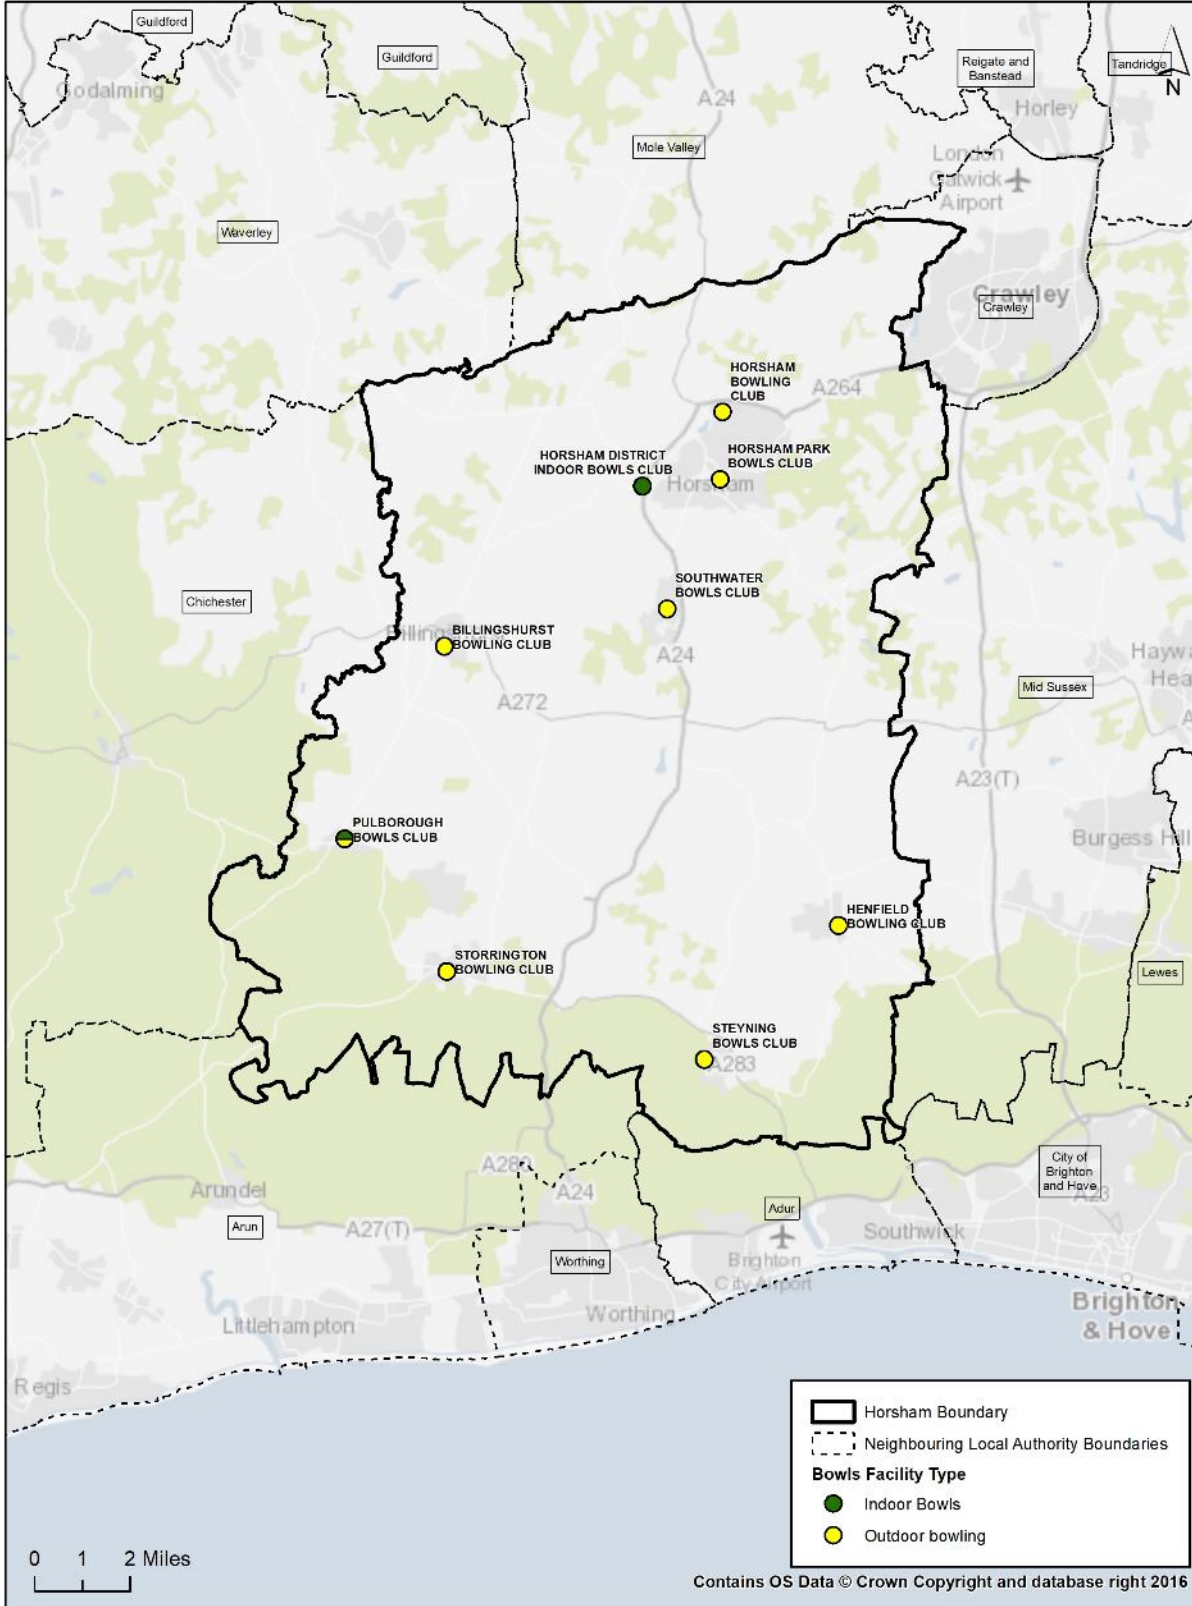 Guildford
Guildford
Reigate and
Banstead
Tandridge
N
Godalming
A24
Horley
Mole Valley
London
Gatwick
Airport
Waverley
Crawley
Crawley
HORSHAM
BOWLING
CLUB
A264
HORSHAM DISTRICT
INDOOR BOWLS CLUB
HORSHAM PARK
BOWLS CLUB
Horsham
SOUTHWATER
BOWLS CLUB
Chichester
BILLINGSHURST
BOWLING CLUB
A24
Mid Sussex
A272
A23(T)
PULBOROUGH
BOWLS CLUB
Burgess Hill
HENFIELD
BOWLING CLUB
STORRINGTON
BOWLING CLUB
Lewes
STEYNING
BOWLS CLUB
A283
City of
Brighton
and Hove
A23
A280
Arundel
A24
Arun
A27(T)
Adur
Southwick
Worthing
Brighton
City Airport
Worthing
Littlehampton
Brighton
& Hove
Regis
Horsham Boundary
Neighbouring Local Authority Boundaries
Bowls Facility Type
Indoor Bowls
Outdoor bowling
0 1 2 Miles
Contains OS Data © Crown Copyright and database right 2016